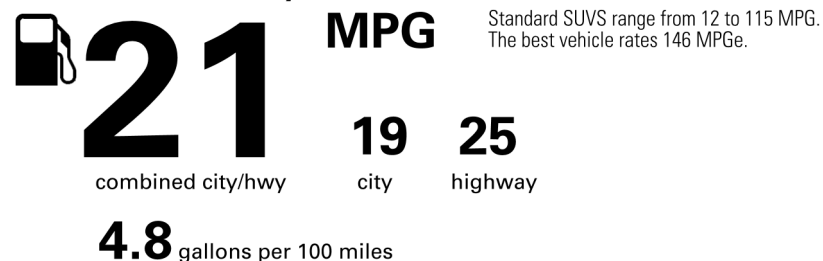 21
MPG
Standard SUVS range from 12 to 115 MPG.
The best vehicle rates 146 MPGe.
19 25
combined city/hwy city highway
4.8 gallons per 100 miles